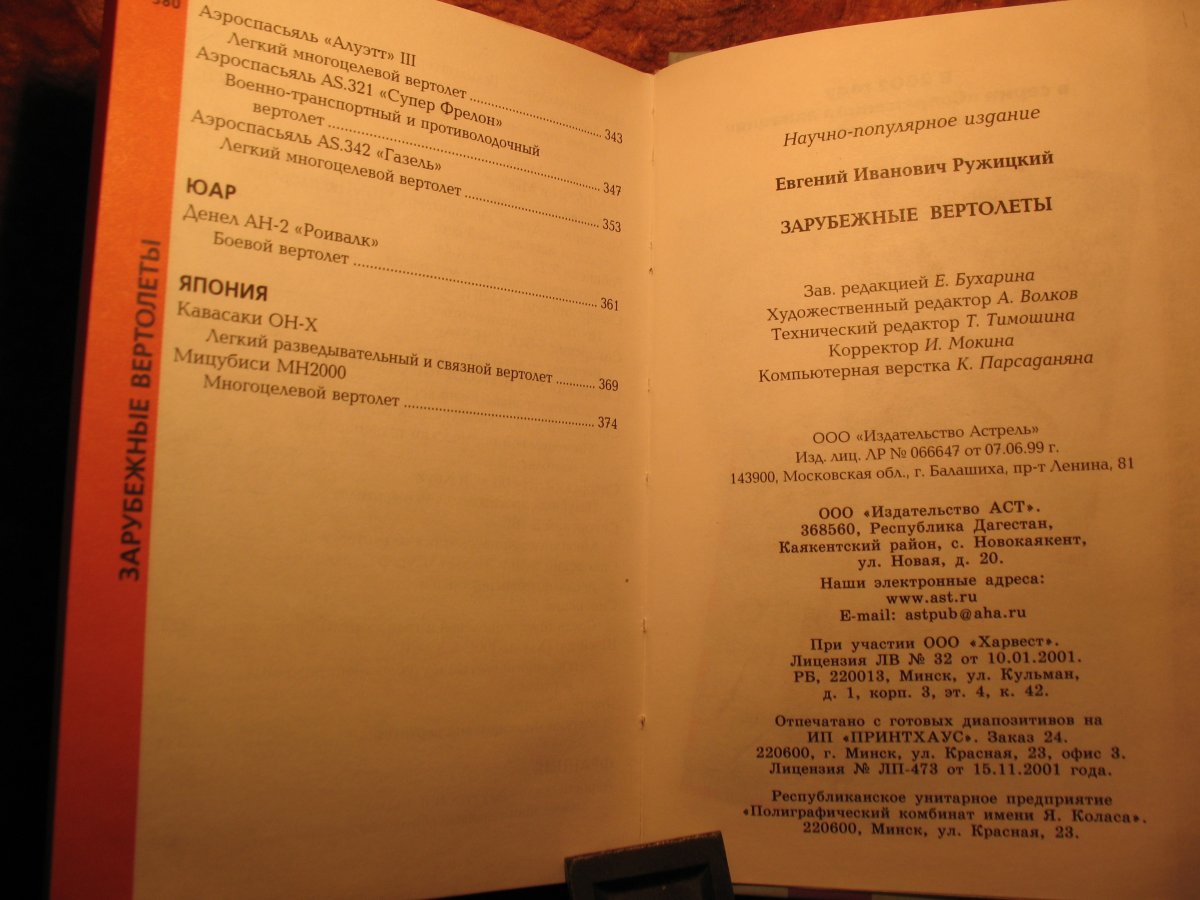 380
ЗАРУБЕЖНЫЕ ВЕРТОЛЕТЫ
Аэроспасьяль «Алуэтт» III
Легкий многоцелевой вертолет ........ 343
Аэроспасьяль AS.321 «Супер Фрелон»
Военно-транспортный и противолодочный
вертолет ........ 347
Аэроспасьяль AS.342 «Газель»
Легкий многоцелевой вертолет ........ 353
ЮАР
Денел АН-2 «Роивалк»
Боевой вертолет ........ 361
ЯПОНИЯ
Кавасаки ОН-Х
Легкий разведывательный и связной вертолет ........ 369
Мицубиси МН2000
Многоцелевой вертолет ........ 374
Научно-популярное издание
Евгений Иванович Ружицкий
ЗАРУБЕЖНЫЕ ВЕРТОЛЕТЫ
Зав. редакцией Е. Бухарина
Художественный редактор А. Волков
Технический редактор Т. Тимошина
Корректор И. Мокина
Компьютерная верстка К. Парсаданяна
ООО «Издательство Астрель»
Изд. лиц. ЛР № 066647 от 07.06.99 г.
143900, Московская обл., г. Балашиха, пр-т Ленина, 81
ООО «Издательство АСТ».
368560, Республика Дагестан,
Каякентский район, с. Новокаякент,
ул. Новая, д. 20.
Наши электронные адреса:
www.ast.ru
E-mail: astpub@aha.ru
При участии ООО «Харвест».
Лицензия ЛВ № 32 от 10.01.2001.
РБ, 220013, Минск, ул. Кульман,
д. 1, корп. 3, эт. 4, к. 42.
Отпечатано с готовых диапозитивов на
ИП «ПРИНТХАУС». Заказ 24.
220600, г. Минск, ул. Красная, 23, офис 3.
Лицензия № ЛП-473 от 15.11.2001 года.
Республиканское унитарное предприятие
«Полиграфический комбинат имени Я. Коласа».
220600, Минск, ул. Красная, 23.